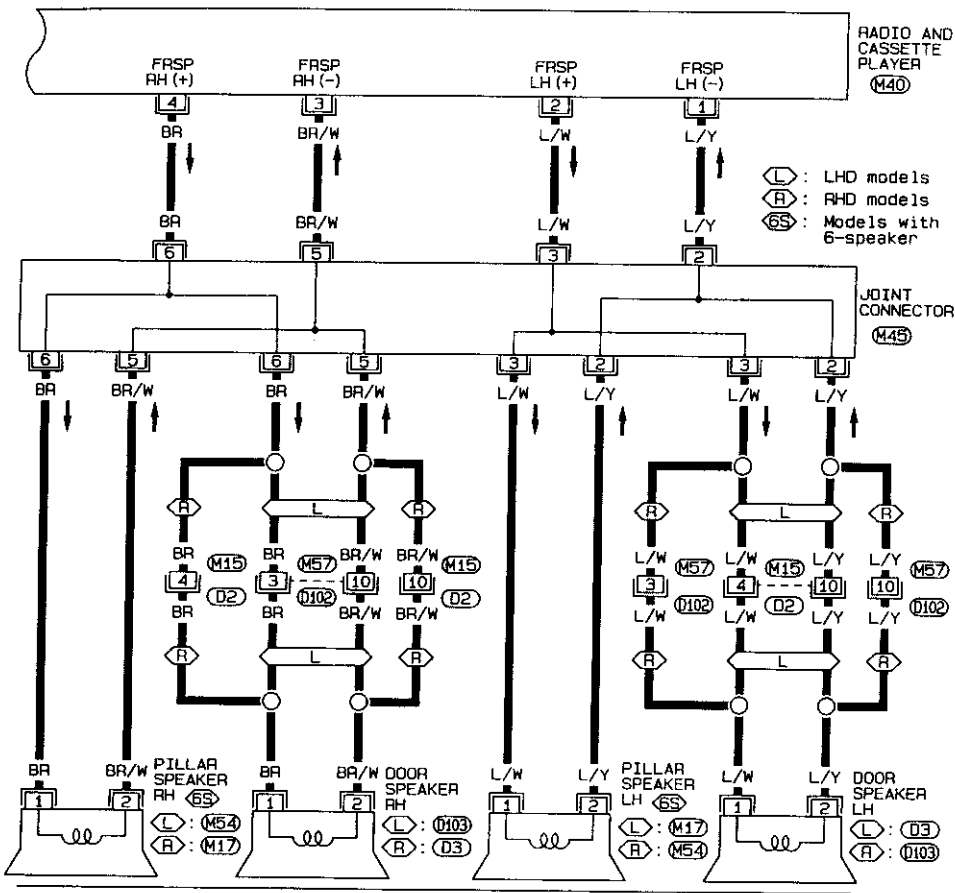 RADIO AND
CASSETTE
PLAYER
M40
FRSP
RH (+)
FRSP
RH (-)
FRSP
LH (+)
FRSP
LH (-)
4 3 2 1
BR BR/W L/W L/Y
L : LHD models
R : RHD models
6S : Models with
6-speaker
BR BR/W L/W L/Y
6 5 3 2
JOINT
CONNECTOR
M45
6 5 6 5 3 2 3 2
BR BR/W BR BR/W L/W L/Y L/W L/Y
R L R R L R
BR M15 BR M57 BR/W BR/W M15 L/W M57 L/W M15 L/Y L/Y M57
4 3 10 10 3 4 10 10
BR D2 BR D102 BR/W BR/W D2 L/W D102 L/W D2 L/Y L/Y D102
R L R R L R
BR BR/W BR BR/W L/W L/Y L/W L/Y
1 2 1 2 1 2 1 2
PILLAR
SPEAKER
RH 6S
L : M54
R : M17
DOOR
SPEAKER
RH
L : D103
R : D3
PILLAR
SPEAKER
LH 6S
L : M17
R : M54
DOOR
SPEAKER
LH
L : D3
R : D103